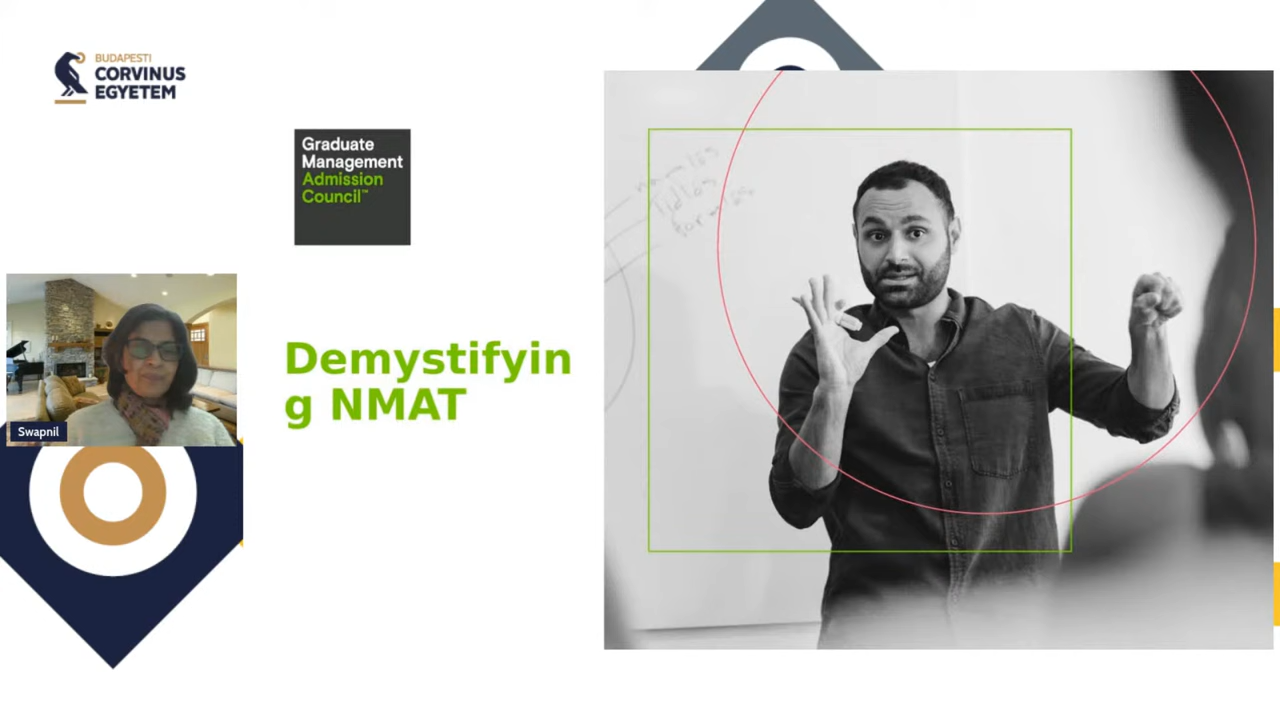 BUDAPESTI
CORVINUS
EGYETEM
Graduate
Management
Admission
Council™
Swapnil
Demystifyin
g NMAT